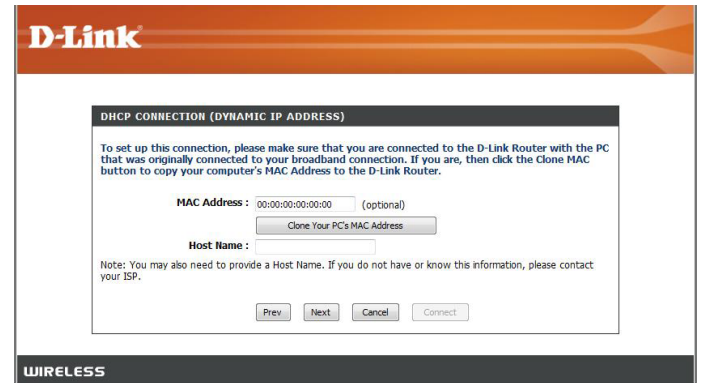 D-Link
DHCP CONNECTION (DYNAMIC IP ADDRESS)
To set up this connection, please make sure that you are connected to the D-Link Router with the PC
that was originally connected to your broadband connection. If you are, then click the Clone MAC
button to copy your computer's MAC Address to the D-Link Router.
MAC Address : 00:00:00:00:00:00 (optional)
Clone Your PC's MAC Address
Host Name :
Note: You may also need to provide a Host Name. If you do not have or know this information, please contact
your ISP.
Prev Next Cancel Connect
WIRELESS